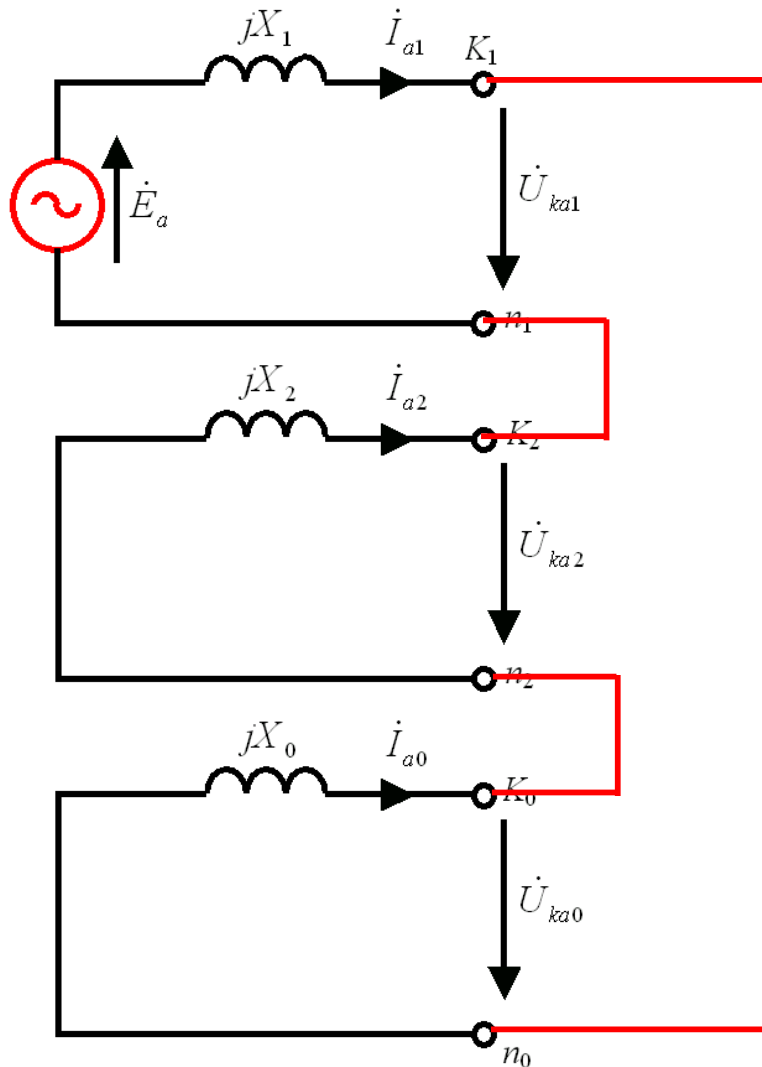 jX₁ İₐ₁ K₁
Ėₐ U̇ₖₐ₁
n₁
jX₂ İₐ₂ K₂
U̇ₖₐ₂
n₂
jX₀ İₐ₀ K₀
U̇ₖₐ₀
n₀